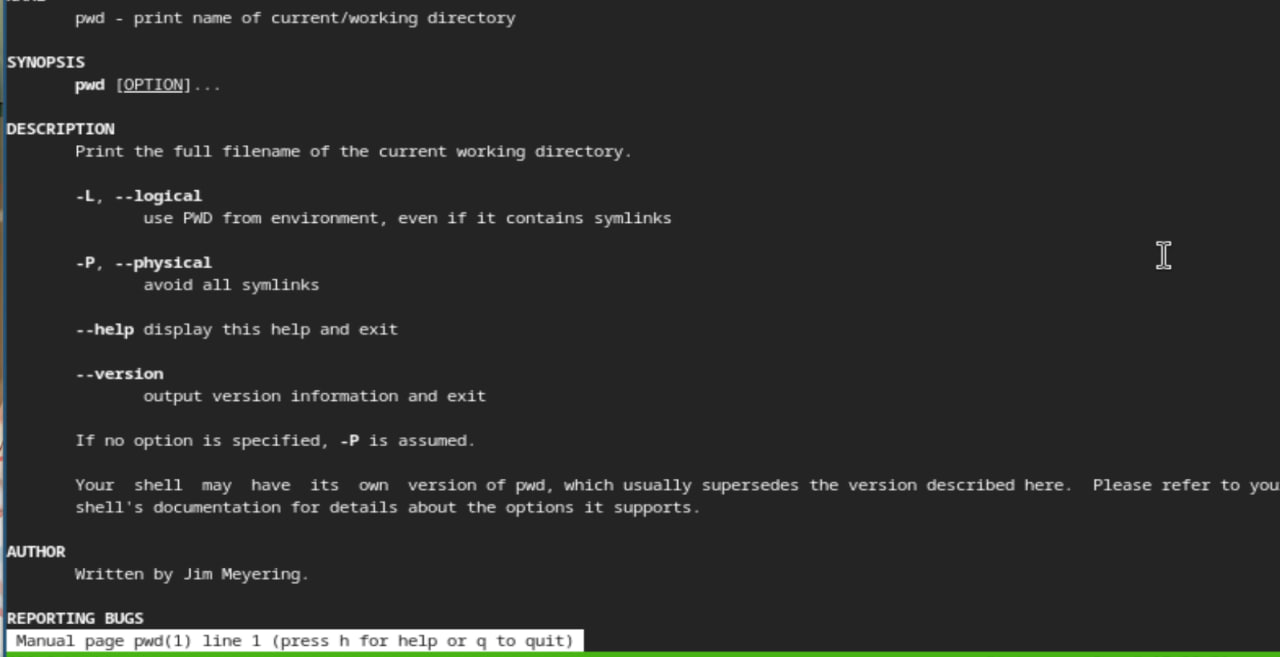 pwd - print name of current/working directory
SYNOPSIS
pwd [OPTION]...
DESCRIPTION
Print the full filename of the current working directory.
-L, --logical
use PWD from environment, even if it contains symlinks
-P, --physical
avoid all symlinks
--help display this help and exit
--version
output version information and exit
If no option is specified, -P is assumed.
Your shell may have its own version of pwd, which usually supersedes the version described here. Please refer to you
shell's documentation for details about the options it supports.
AUTHOR
Written by Jim Meyering.
REPORTING BUGS
Manual page pwd(1) line 1 (press h for help or q to quit)